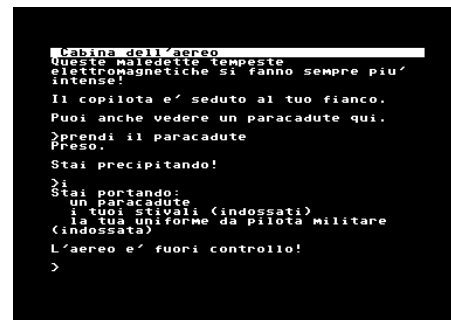 Cabina dell'aereo
Queste maledette tempeste
elettromagnetiche si fanno sempre piu'
intense!
Il copilota e' seduto al tuo fianco.
Puoi anche vedere un paracadute qui.
>prendi il paracadute
Preso.
Stai precipitando!
>i
Stai portando:
un paracadute
i tuoi stivali (indossati)
la tua uniforme da pilota militare
(indossata)
L'aereo e' fuori controllo!
>